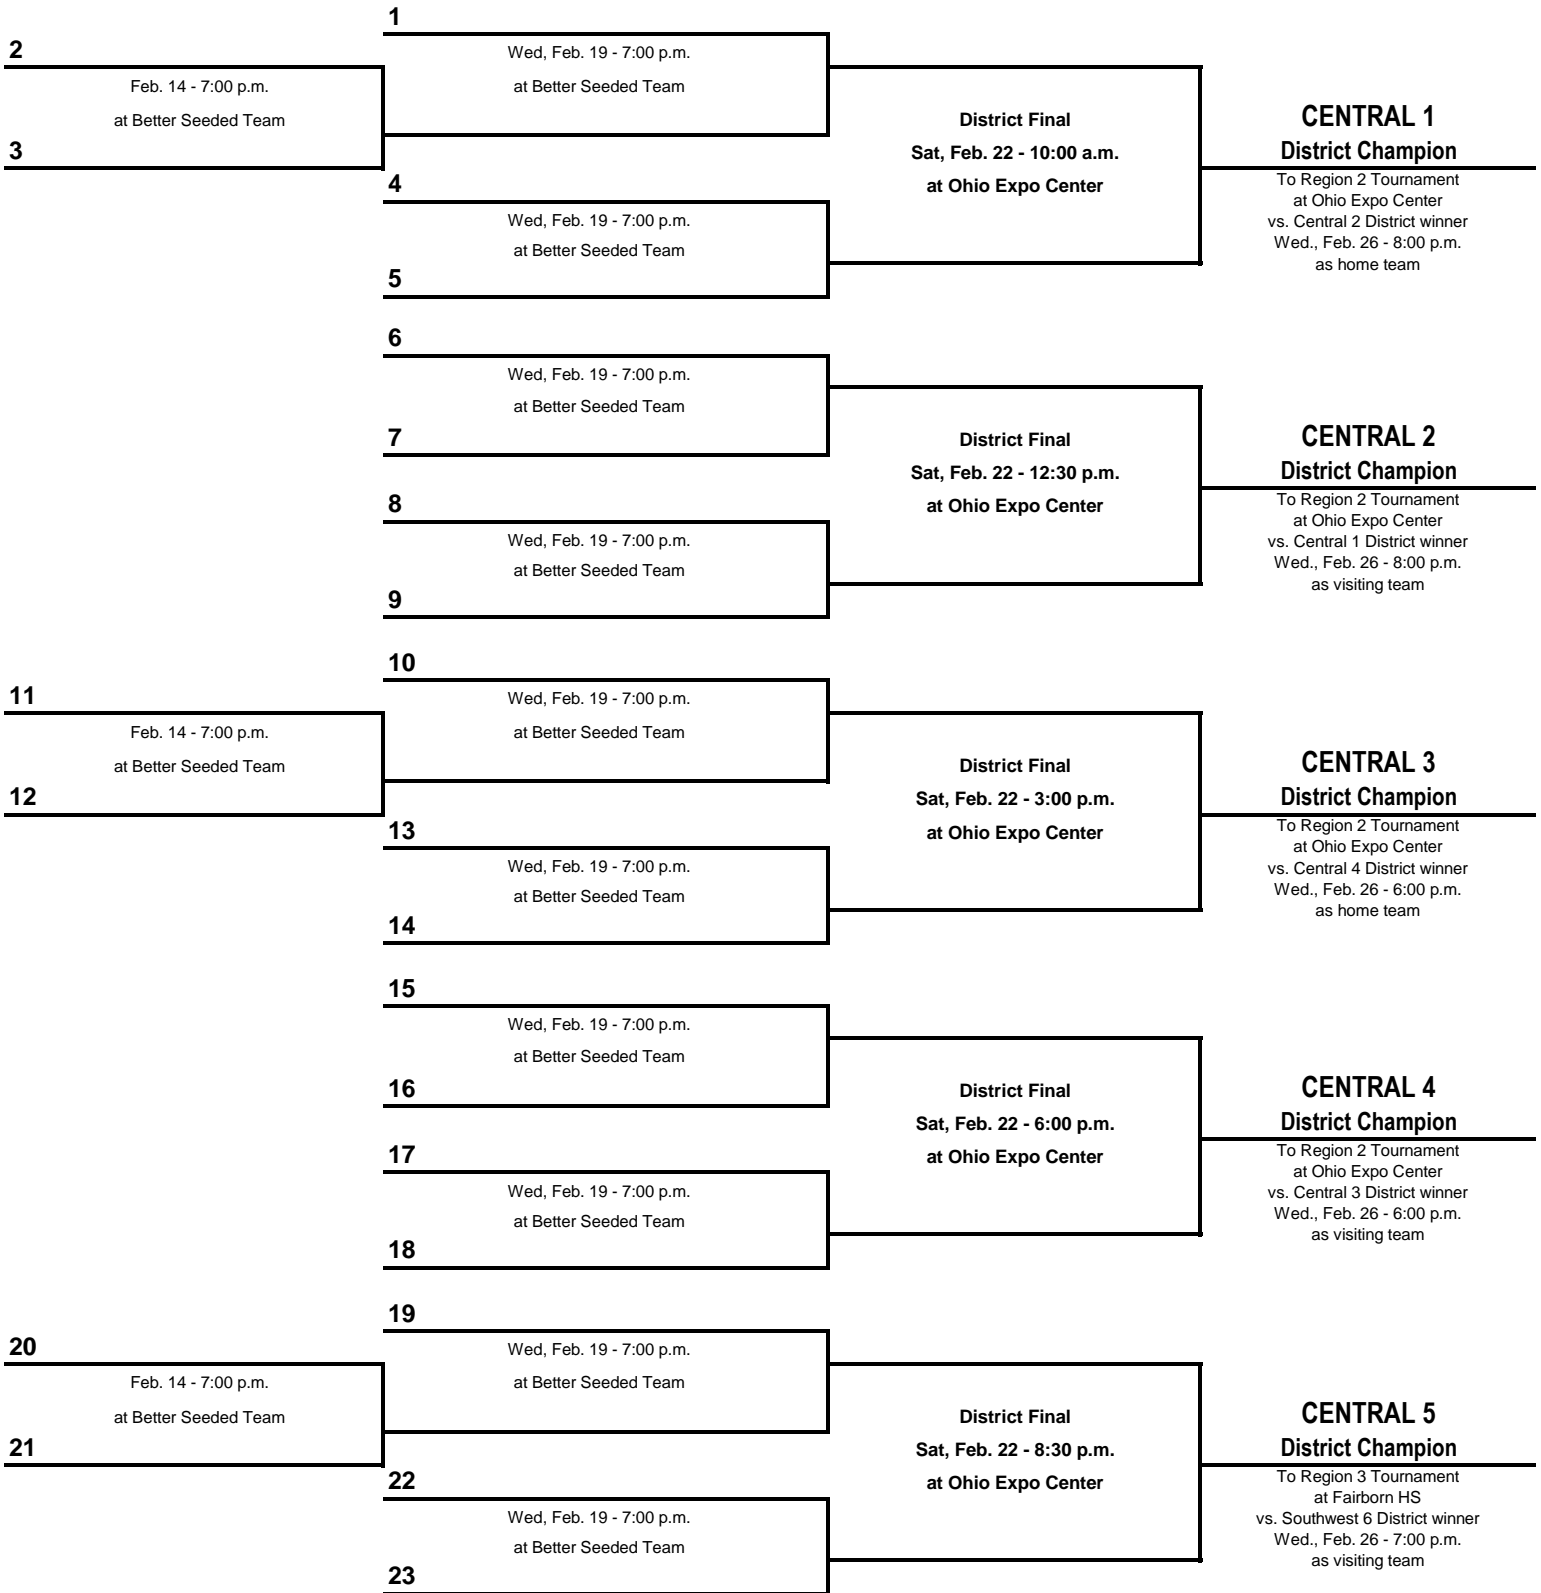 1
2
Wed, Feb. 19 - 7:00 p.m.
Feb. 14 - 7:00 p.m.
at Better Seeded Team
at Better Seeded Team
3
4
Wed, Feb. 19 - 7:00 p.m.
at Better Seeded Team
5
District Final
Sat, Feb. 22 - 10:00 a.m.
at Ohio Expo Center
CENTRAL 1
District Champion
To Region 2 Tournament
at Ohio Expo Center
vs. Central 2 District winner
Wed., Feb. 26 - 8:00 p.m.
as home team
6
Wed, Feb. 19 - 7:00 p.m.
at Better Seeded Team
7
8
Wed, Feb. 19 - 7:00 p.m.
at Better Seeded Team
9
District Final
Sat, Feb. 22 - 12:30 p.m.
at Ohio Expo Center
CENTRAL 2
District Champion
To Region 2 Tournament
at Ohio Expo Center
vs. Central 1 District winner
Wed., Feb. 26 - 8:00 p.m.
as visiting team
10
11
Wed, Feb. 19 - 7:00 p.m.
Feb. 14 - 7:00 p.m.
at Better Seeded Team
at Better Seeded Team
12
13
Wed, Feb. 19 - 7:00 p.m.
at Better Seeded Team
14
District Final
Sat, Feb. 22 - 3:00 p.m.
at Ohio Expo Center
CENTRAL 3
District Champion
To Region 2 Tournament
at Ohio Expo Center
vs. Central 4 District winner
Wed., Feb. 26 - 6:00 p.m.
as home team
15
Wed, Feb. 19 - 7:00 p.m.
at Better Seeded Team
16
17
Wed, Feb. 19 - 7:00 p.m.
at Better Seeded Team
18
District Final
Sat, Feb. 22 - 6:00 p.m.
at Ohio Expo Center
CENTRAL 4
District Champion
To Region 2 Tournament
at Ohio Expo Center
vs. Central 3 District winner
Wed., Feb. 26 - 6:00 p.m.
as visiting team
19
20
Wed, Feb. 19 - 7:00 p.m.
Feb. 14 - 7:00 p.m.
at Better Seeded Team
at Better Seeded Team
21
22
Wed, Feb. 19 - 7:00 p.m.
at Better Seeded Team
23
District Final
Sat, Feb. 22 - 8:30 p.m.
at Ohio Expo Center
CENTRAL 5
District Champion
To Region 3 Tournament
at Fairborn HS
vs. Southwest 6 District winner
Wed., Feb. 26 - 7:00 p.m.
as visiting team